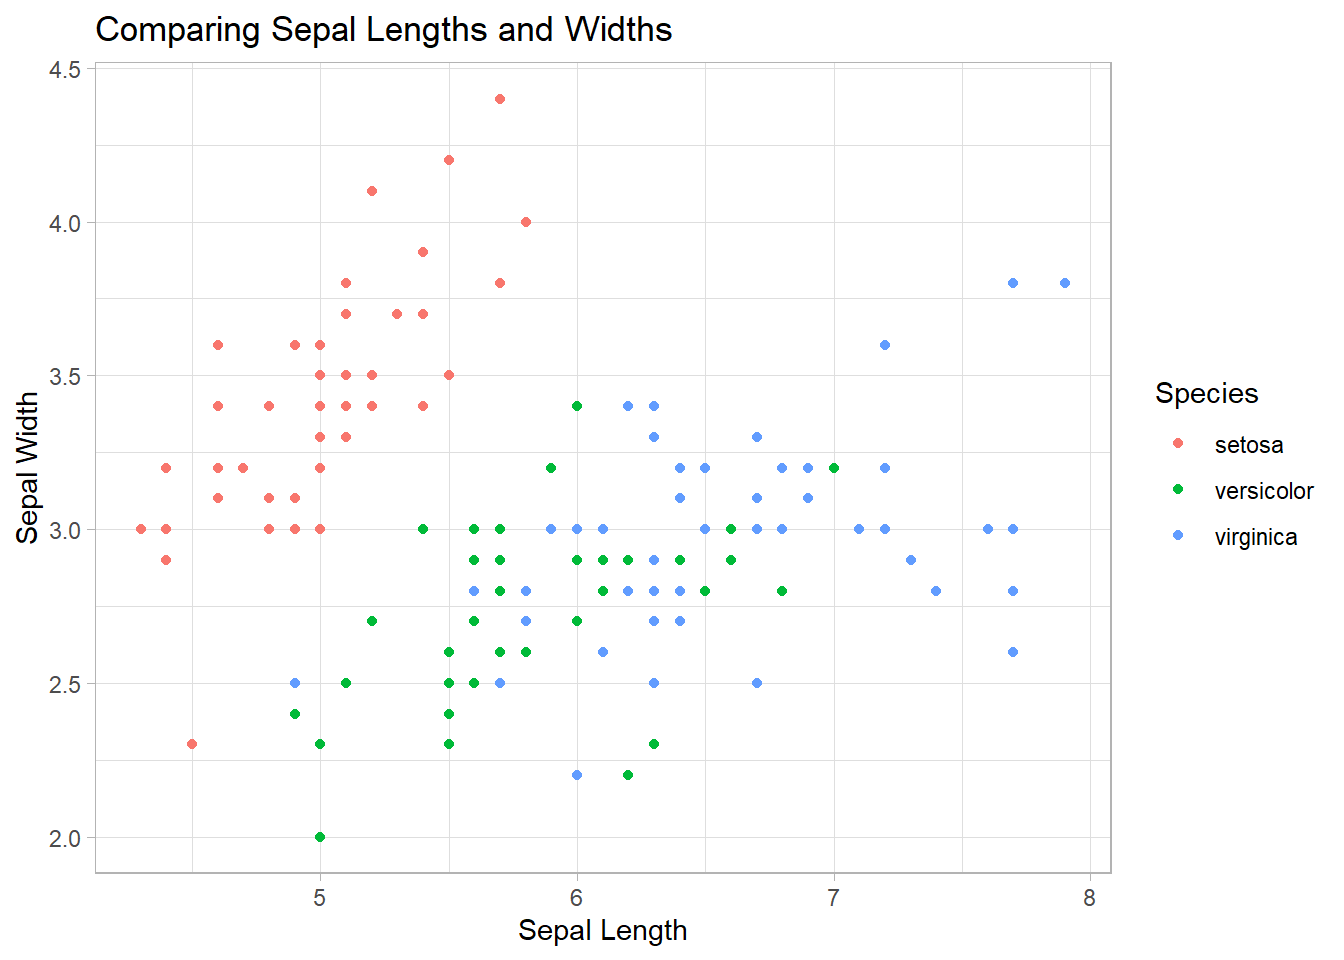 Comparing Sepal Lengths and Widths
4.5
4.0
3.5
3.0
2.5
2.0
Sepal Width
5 6 7 8
Sepal Length
Species
setosa
versicolor
virginica